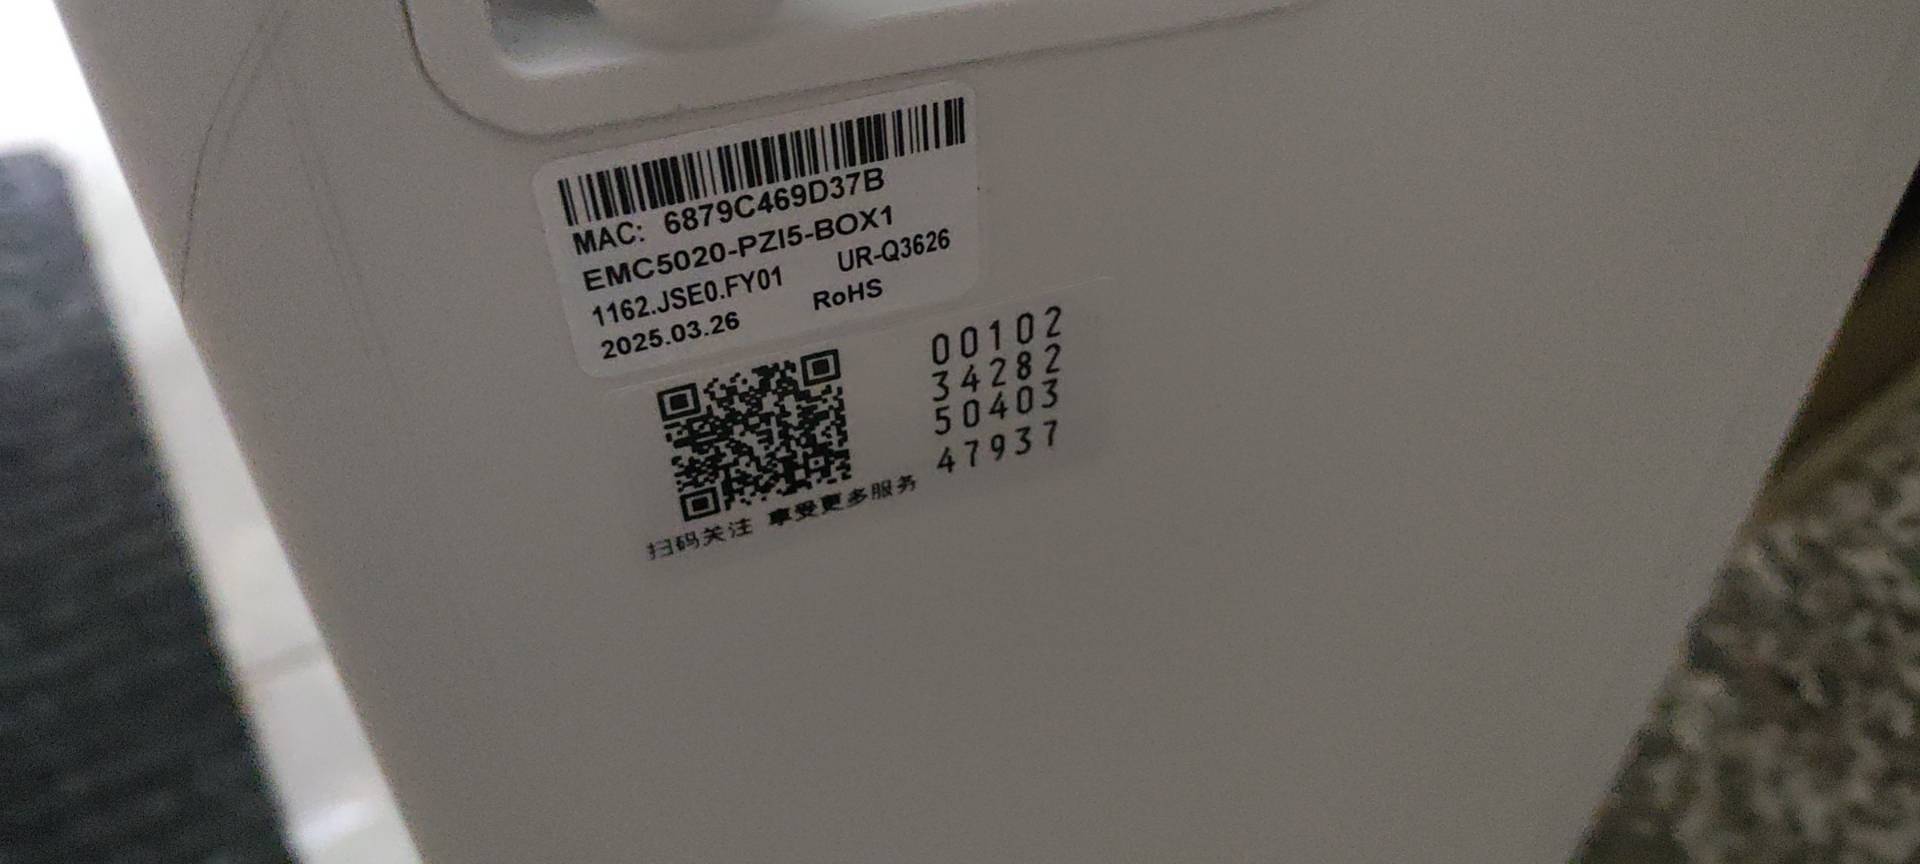 MAC: 6879C469D37B
EMC5020-PZI5-BOX1
1162.JSE0.FY01 UR-Q3626
2025.03.26 RoHS
00102
34282
50403
47937
扫码关注 享受更多服务